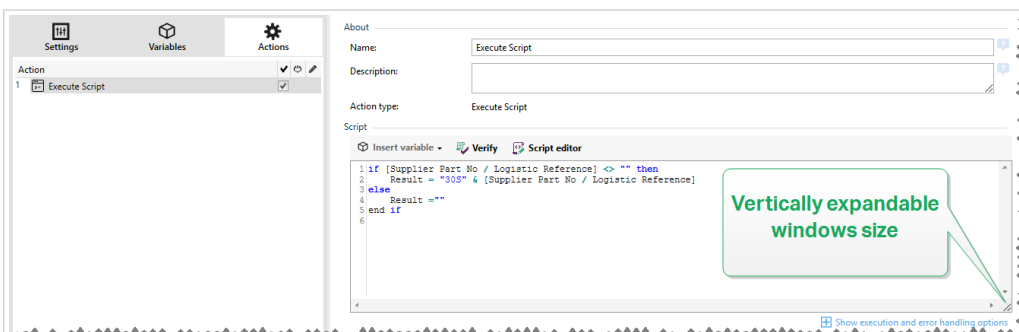 Settings
Variables
Actions
Action
1 Execute Script
About
Name: Execute Script
Description:
Action type: Execute Script
Script
Insert variable Verify Script editor
1 if [Supplier Part No / Logistic Reference] <> "" then
2 Result = "30S" & [Supplier Part No / Logistic Reference]
3 else
4 Result =""
5 end if
6
Vertically expandable
windows size
Show execution and error handling options